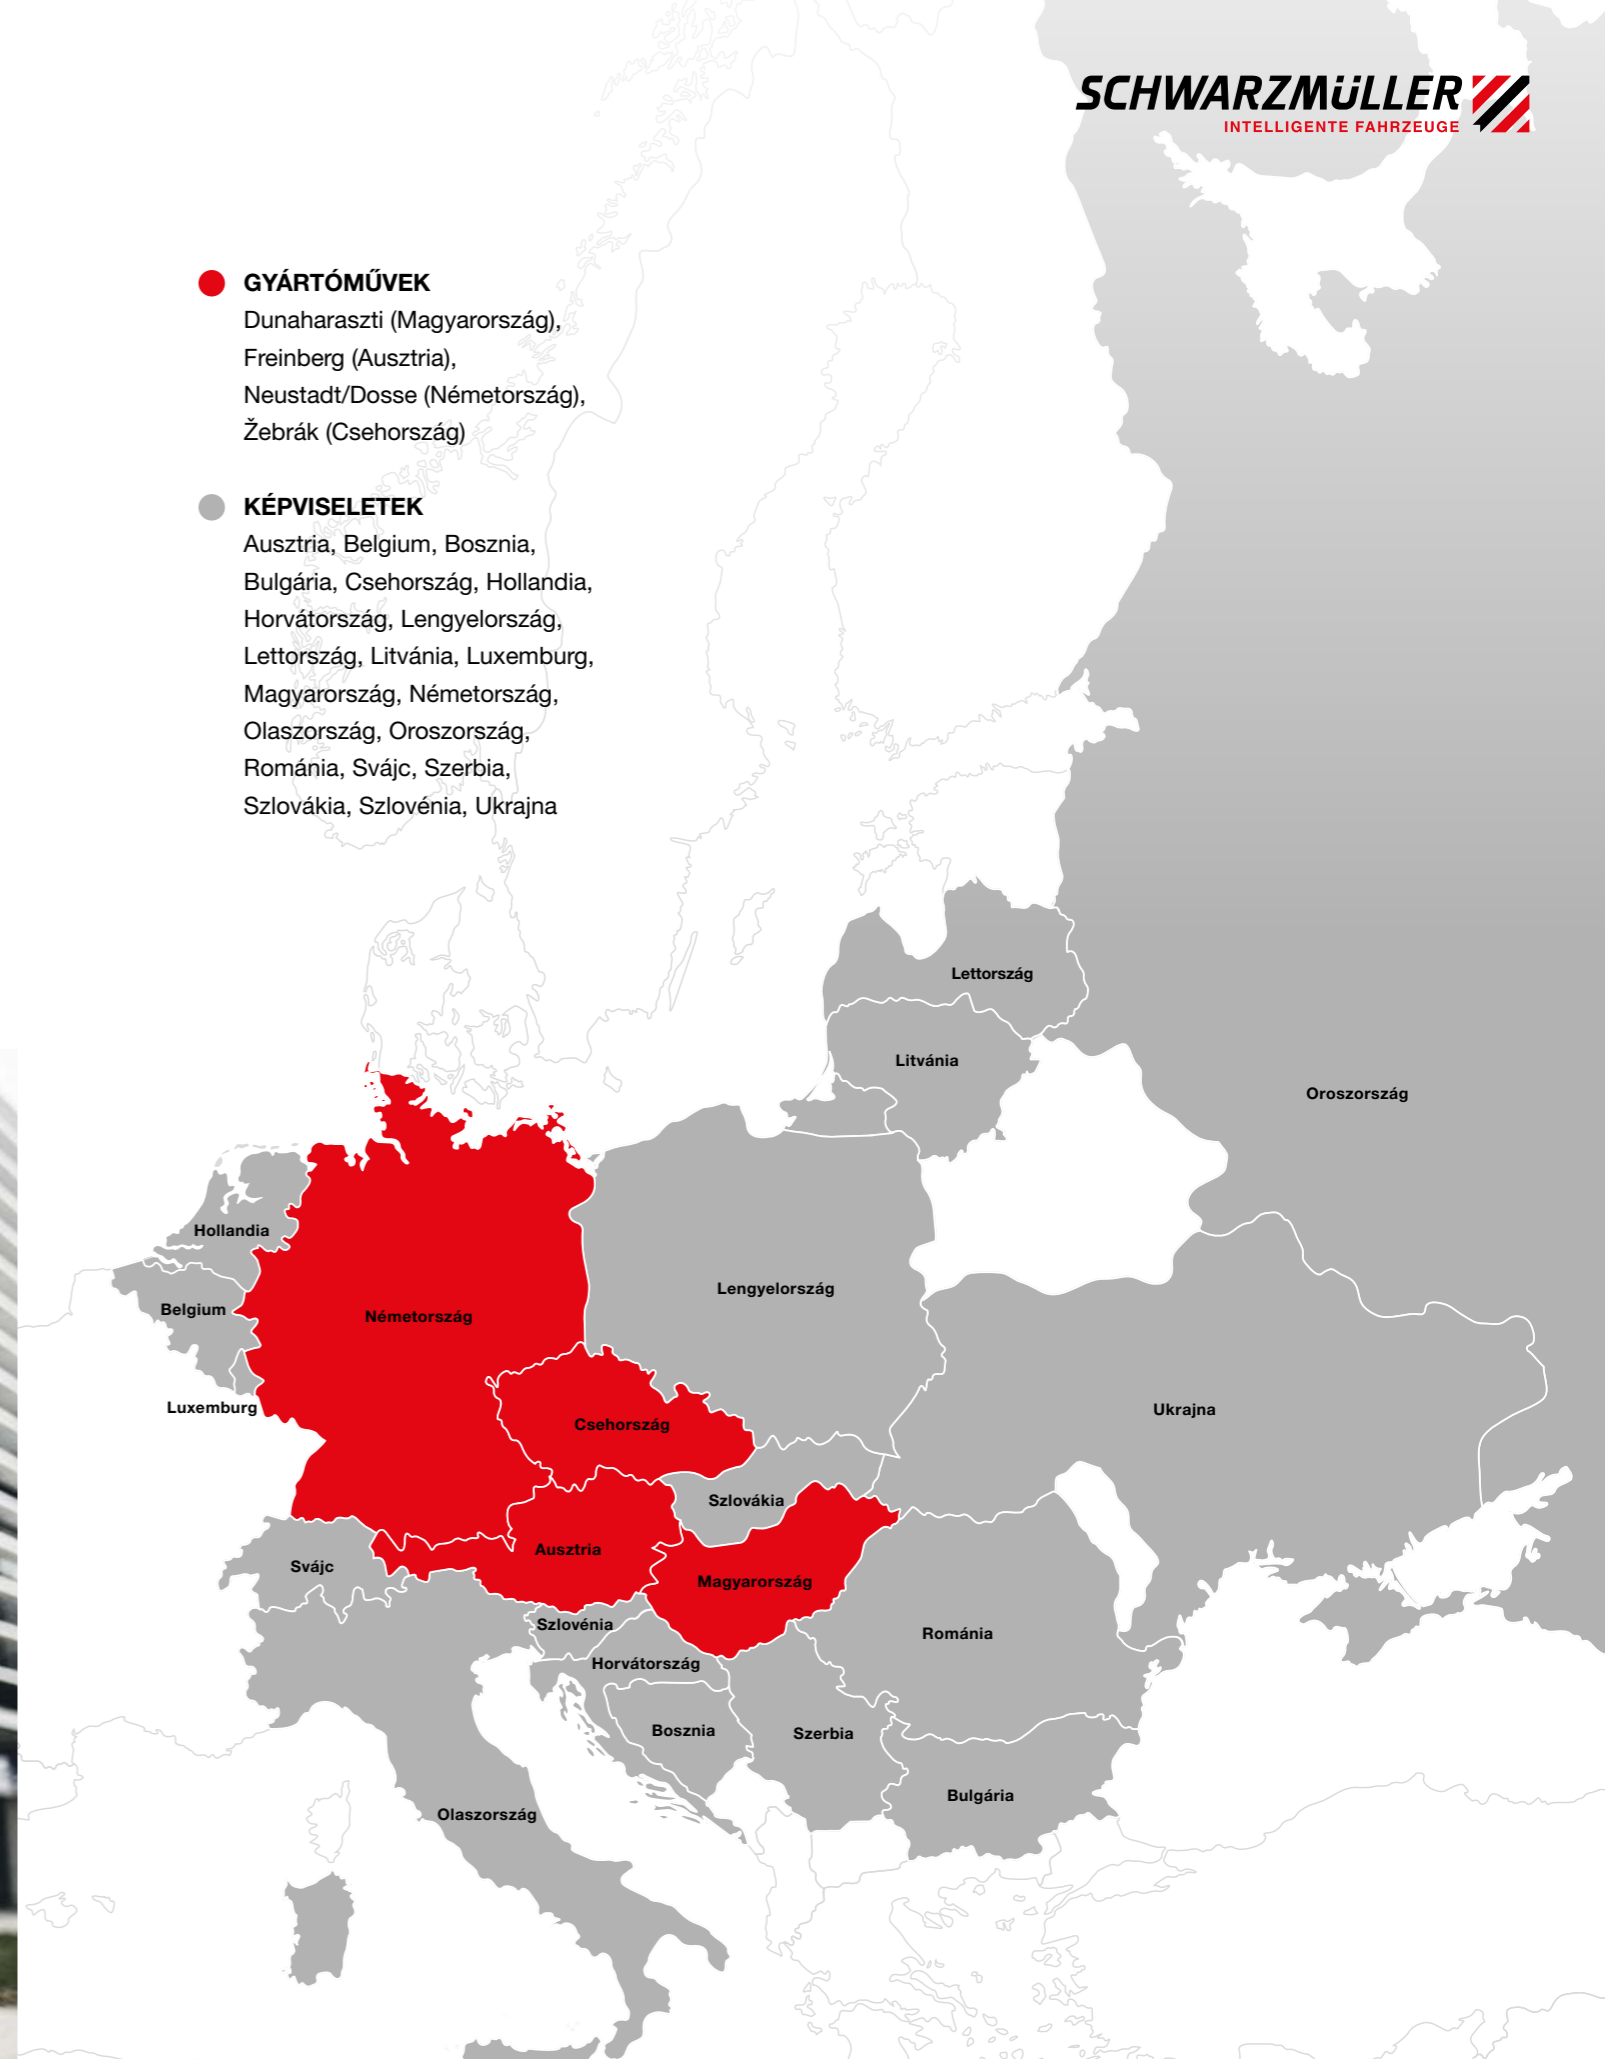 SCHWARZMÜLLER
INTELLIGENTE FAHRZEUGE
GYÁRTÓMŰVEK
Dunaharaszti (Magyarország),
Freinberg (Ausztria),
Neustadt/Dosse (Németország),
Žebrák (Csehország)
KÉPVISELETEK
Ausztria, Belgium, Bosznia,
Bulgária, Csehország, Hollandia,
Horvátország, Lengyelország,
Lettország, Litvánia, Luxemburg,
Magyarország, Németország,
Olaszország, Oroszország,
Románia, Svájc, Szerbia,
Szlovákia, Szlovénia, Ukrajna
Lettország
Litvánia
Oroszország
Hollandia
Lengyelország
Belgium
Németország
Luxemburg
Ukrajna
Csehország
Szlovákia
Ausztria
Svájc
Magyarország
Szlovénia
Románia
Horvátország
Bosznia
Szerbia
Bulgária
Olaszország